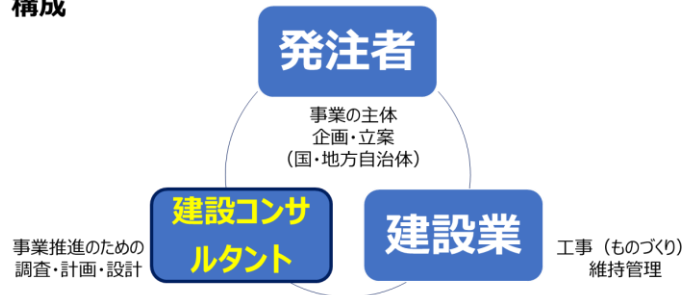 構成
発注者
事業の主体
企画・立案
（国・地方自治体）
建設コンサ
ルタント
事業推進のための
調査・計画・設計
建設業
工事（ものづくり）
維持管理